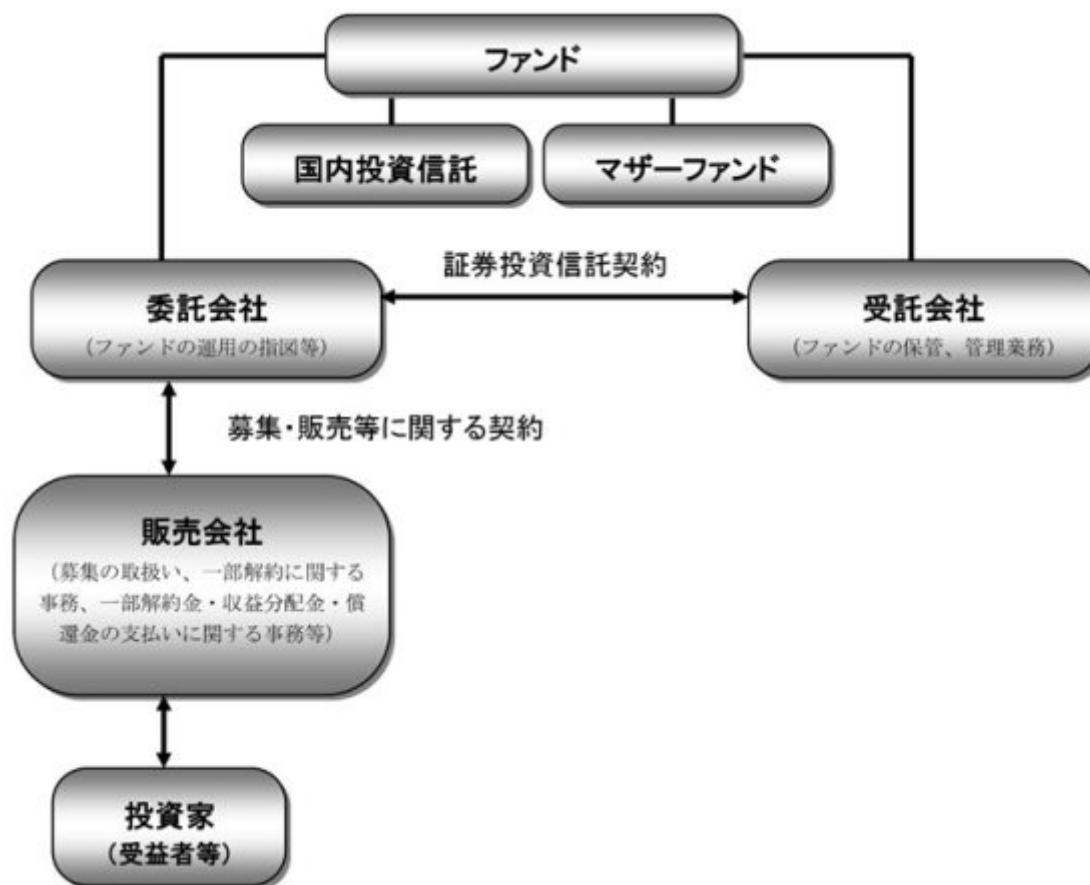 ファンド
国内投資信託
マザーファンド
証券投資信託契約
委託会社
(ファンドの運用の指図等)
受託会社
(ファンドの保管、管理業務)
募集・販売等に関する契約
販売会社
(募集の取扱い、一部解約に関する
事務、一部解約金・収益分配金・償
還金の支払いに関する事務等)
投資家
(受益者等)